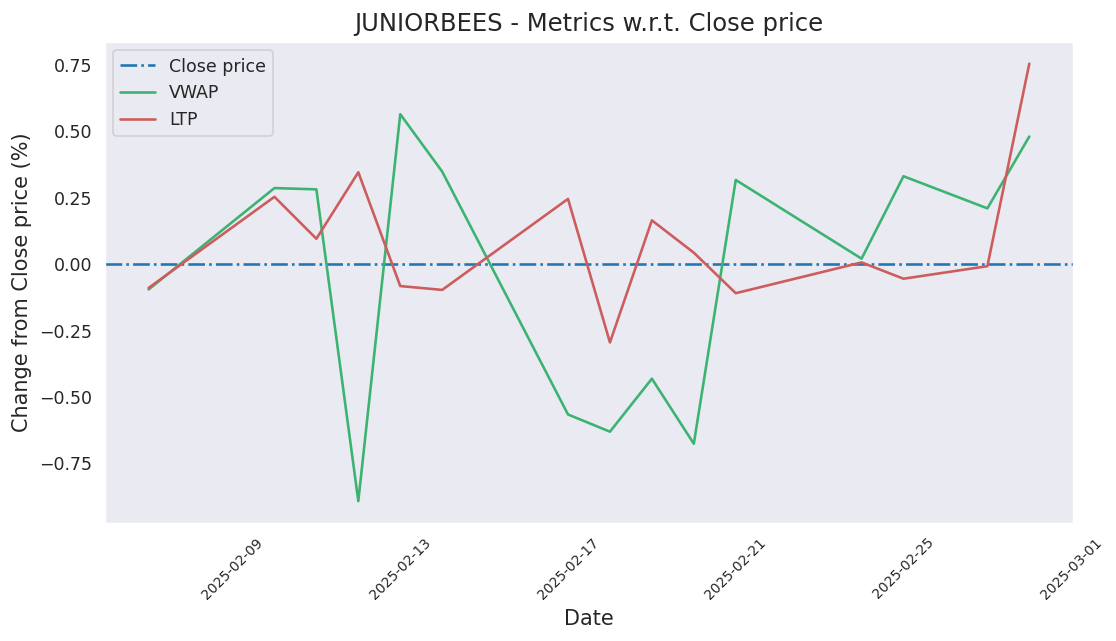 JUNIORBEES - Metrics w.r.t. Close price
Close price
VWAP
LTP
Change from Close price (%)
0.75
0.50
0.25
0.00
−0.25
−0.50
−0.75
2025-02-09
2025-02-13
2025-02-17
2025-02-21
2025-02-25
2025-03-01
Date